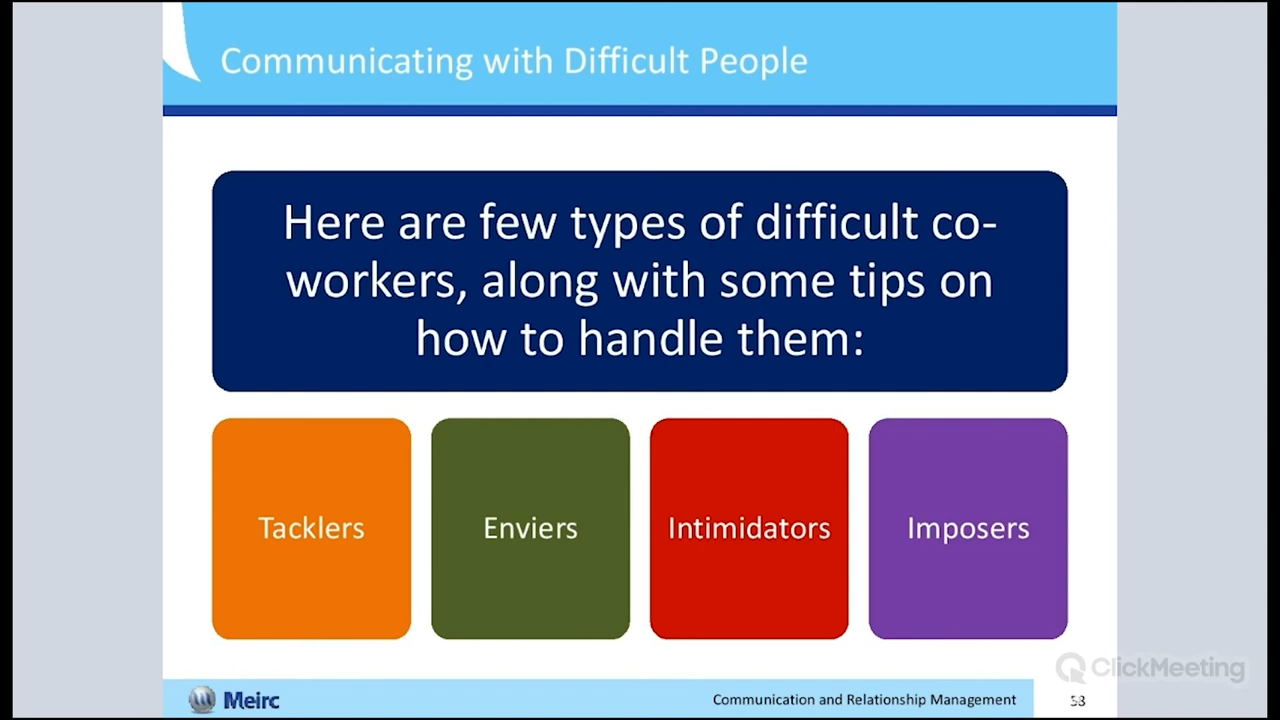 Communicating with Difficult People
Here are few types of difficult co-
workers, along with some tips on
how to handle them:
Tacklers
Enviers
Intimidators
Imposers
ClickMeeting
Meirc
Communication and Relationship Management
53